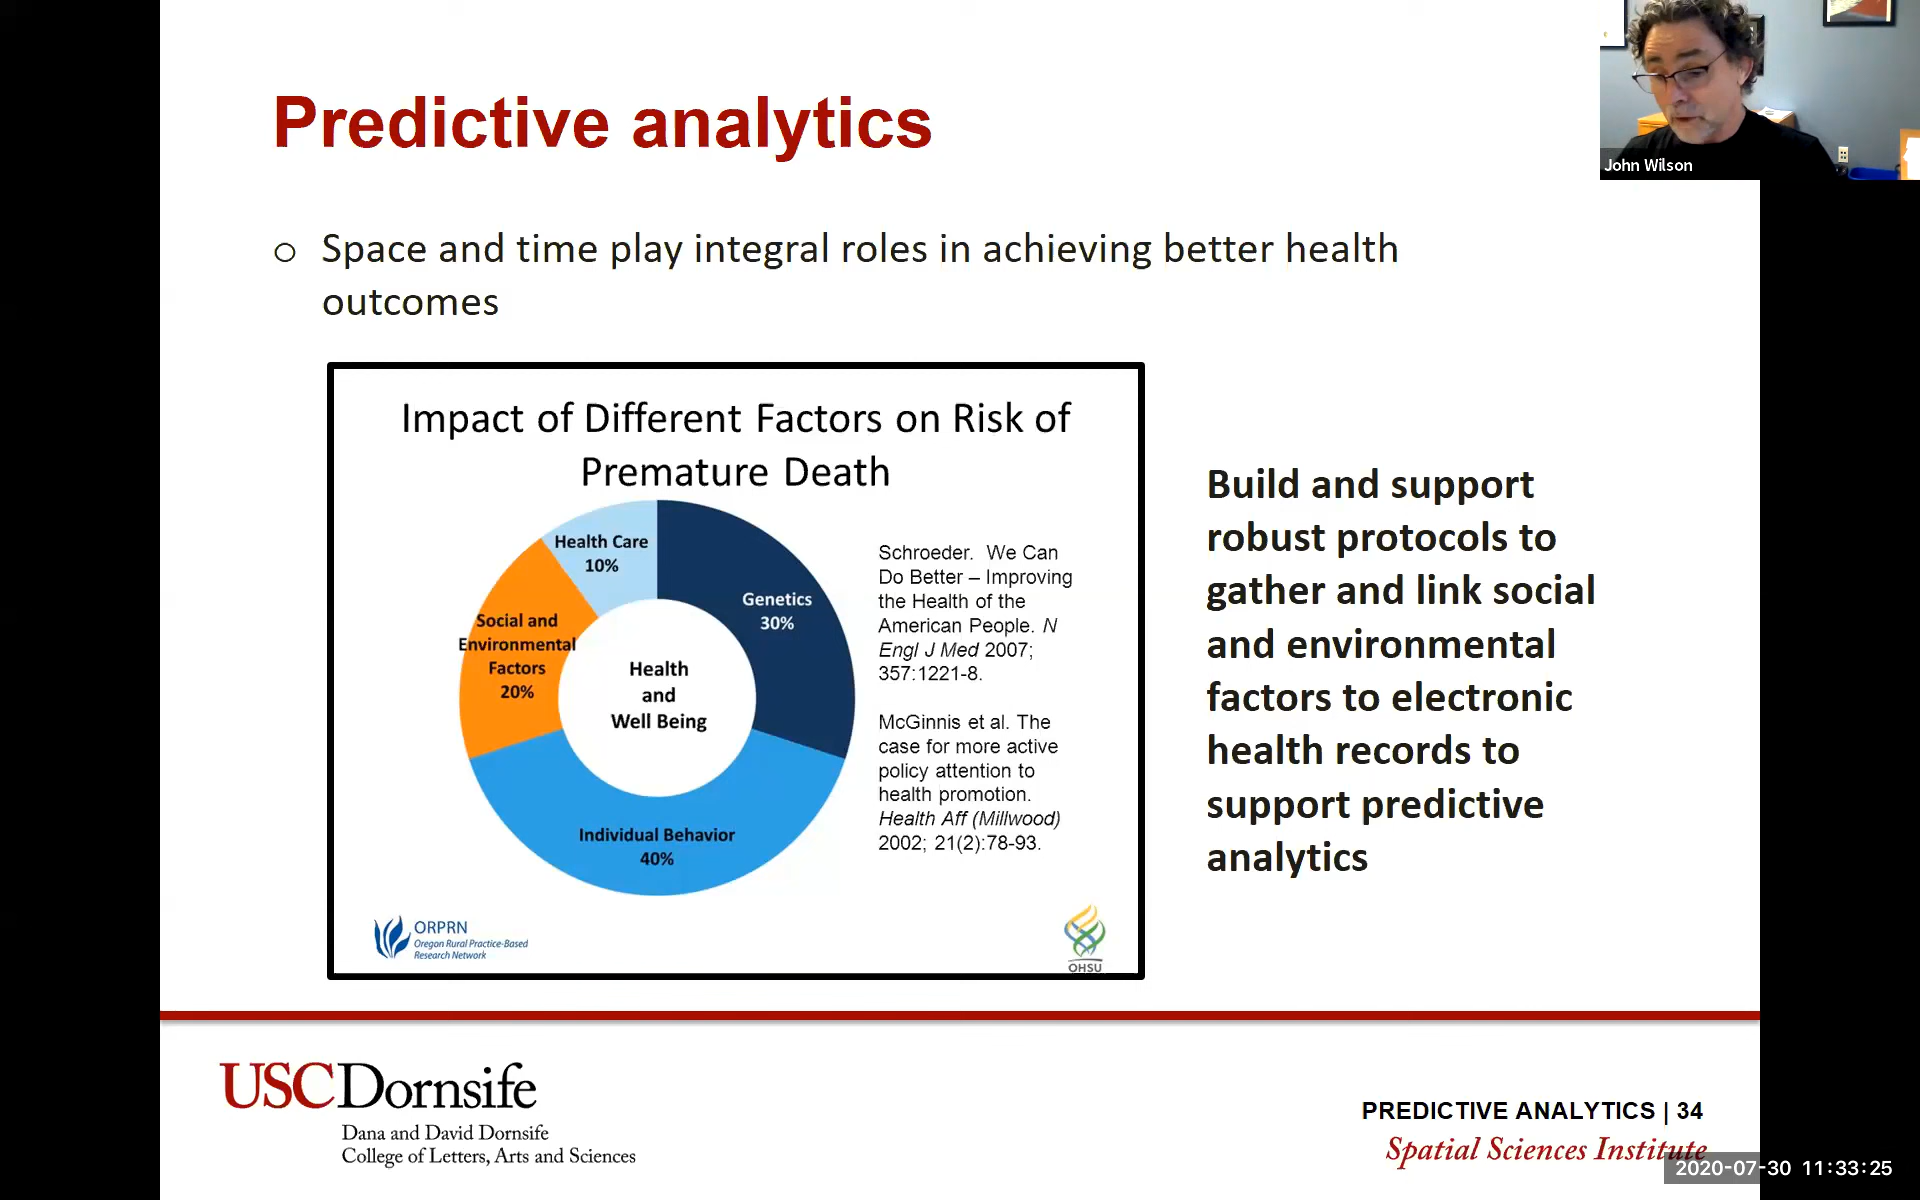 Predictive analytics
John Wilson
o Space and time play integral roles in achieving better health
outcomes
Impact of Different Factors on Risk of
Premature Death
Health Care
10%
Genetics
30%
Social and
Environmental
Factors
20%
Health
and
Well Being
Individual Behavior
40%
Schroeder. We Can
Do Better – Improving
the Health of the
American People. N
Engl J Med 2007;
357:1221-8.
McGinnis et al. The
case for more active
policy attention to
health promotion.
Health Aff (Millwood)
2002; 21(2):78-93.
ORPRN
Oregon Rural Practice-Based
Research Network
OHSU
Build and support
robust protocols to
gather and link social
and environmental
factors to electronic
health records to
support predictive
analytics
USCDornsife
Dana and David Dornsife
College of Letters, Arts and Sciences
PREDICTIVE ANALYTICS | 34
Spatial Sciences Institute
2020-07-30 11:33:25